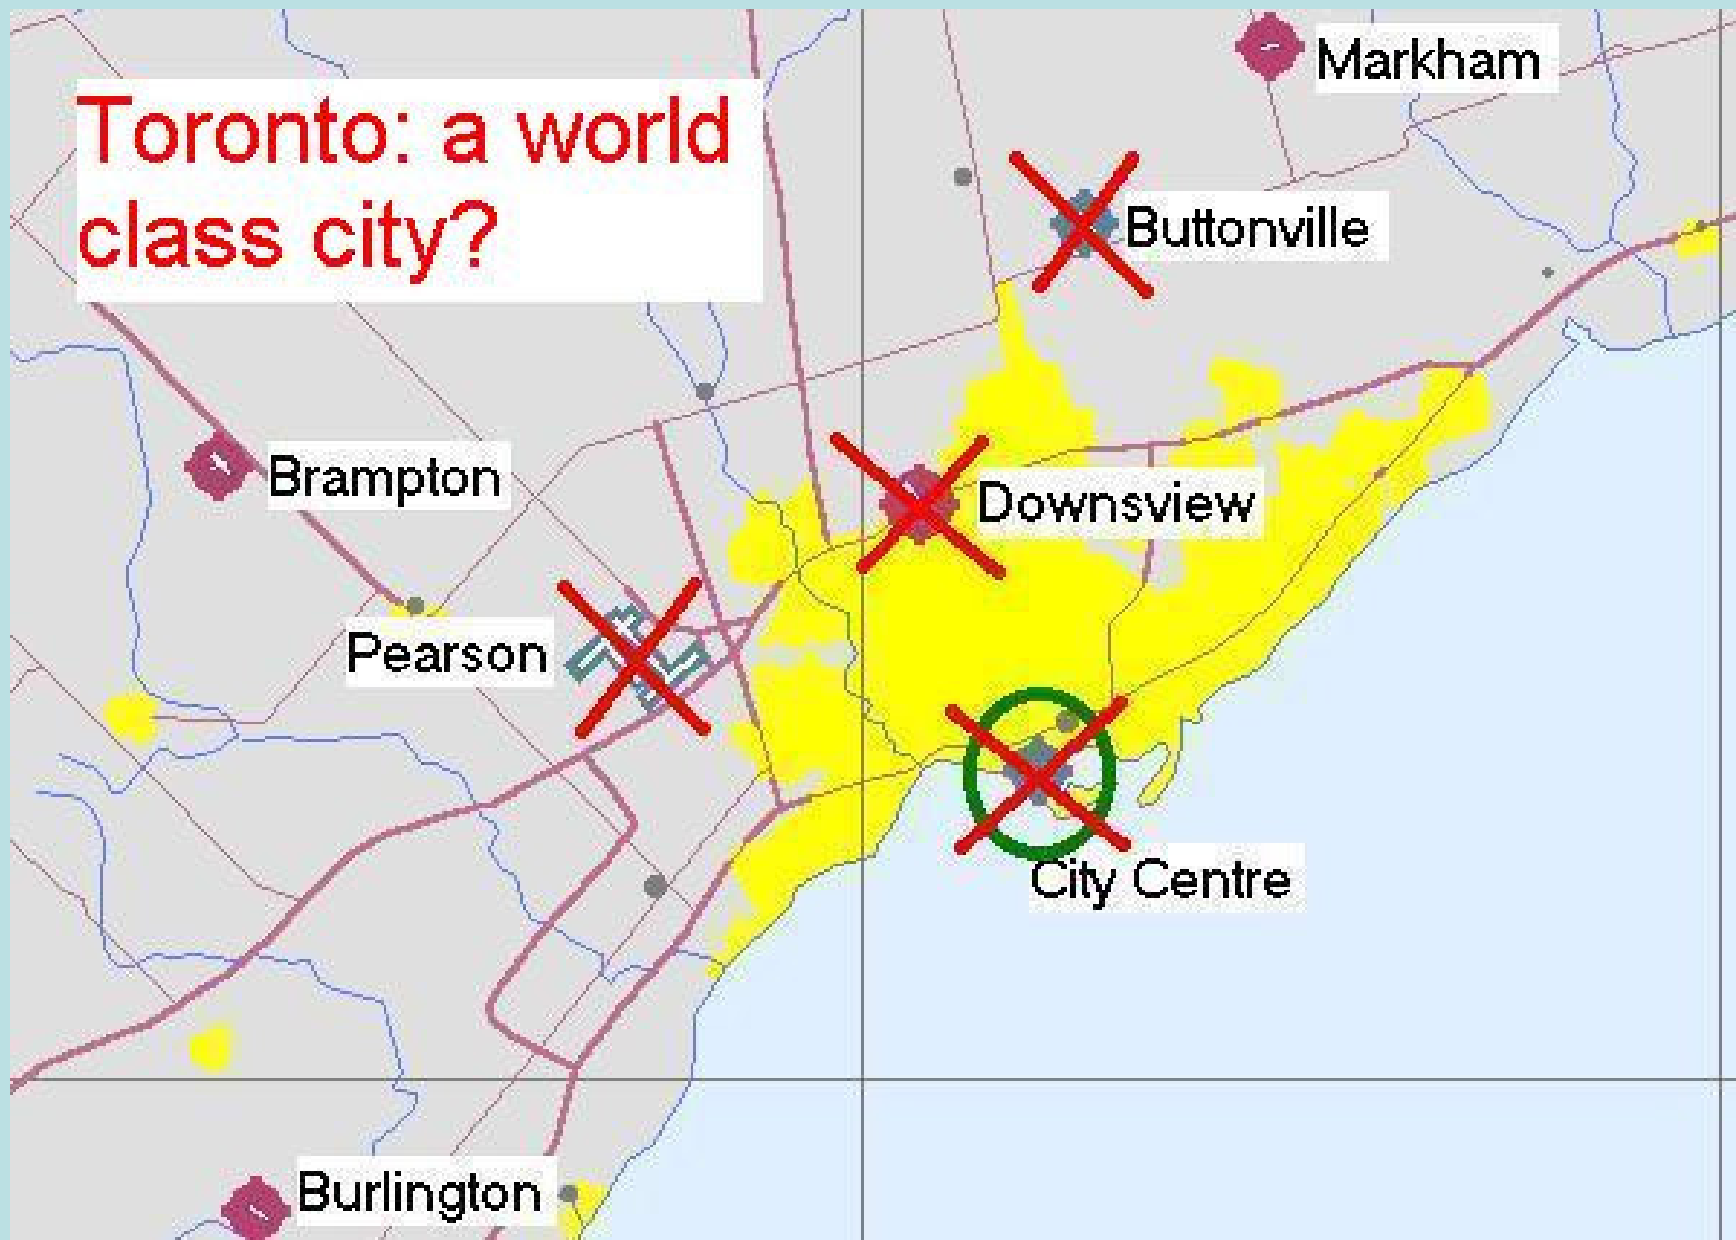 Markham
Toronto: a world
class city?
Buttonville
Brampton
Downsview
Pearson
City Centre
Burlington